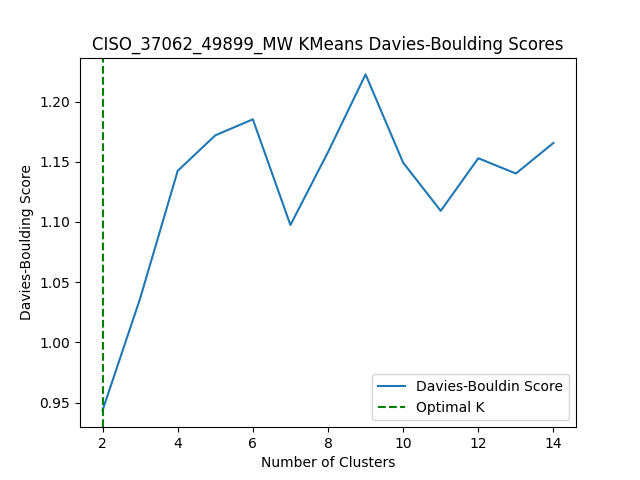 CISO_37062_49899_MW KMeans Davies-Boulding Scores
Davies-Boulding Score
1.20
1.15
1.10
1.05
1.00
0.95
Davies-Bouldin Score
Optimal K
2 4 6 8 10 12 14
Number of Clusters